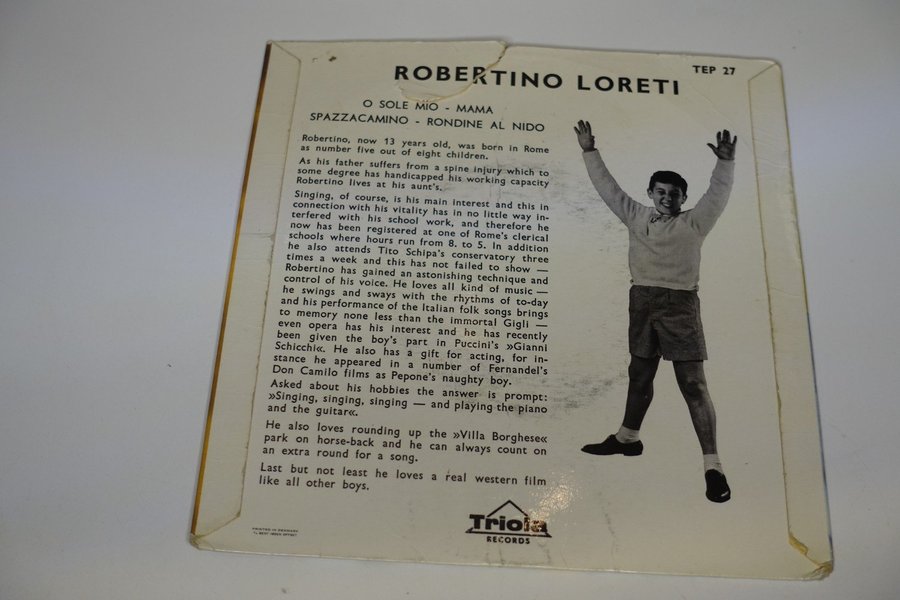 ROBERTINO LORETI
TEP 27
O SOLE MIO - MAMA
SPAZZACAMINO - RONDINE AL NIDO
Robertino, now 13 years old, was born in Rome
as number five out of eight children.
As his father suffers from a spine injury which to
some degree has handicapped his working capacity
Robertino lives at his aunt's.
Singing, of course, is his main interest and this in
connection with his vitality has in no little way in-
terfered with his school work, and therefore he
now has been registered at one of Rome's clerical
schools where hours run from 8. to 5. In addition
he also attends Tito Schipa's conservatory three
times a week and this has not failed to show —
Robertino has gained an astonishing technique and
control of his voice. He loves all kind of music —
he swings and sways with the rhythms of to-day
and his performance of the Italian folk songs brings
to memory none less than the immortal Gigli —
even opera has his interest and he has recently
been given the boy's part in Puccini's »Gianni
Schicchi«. He also has a gift for acting, for in-
stance he appeared in a number of Fernandel's
Don Camilo films as Pepone's naughty boy.
Asked about his hobbies the answer is prompt:
»Singing, singing, singing — and playing the piano
and the guitar«.
He also loves rounding up the »Villa Borghese«
park on horse-back and he can always count on
an extra round for a song.
Last but not least he loves a real western film
like all other boys.
PRINTED IN DENMARK
Triola
RECORDS